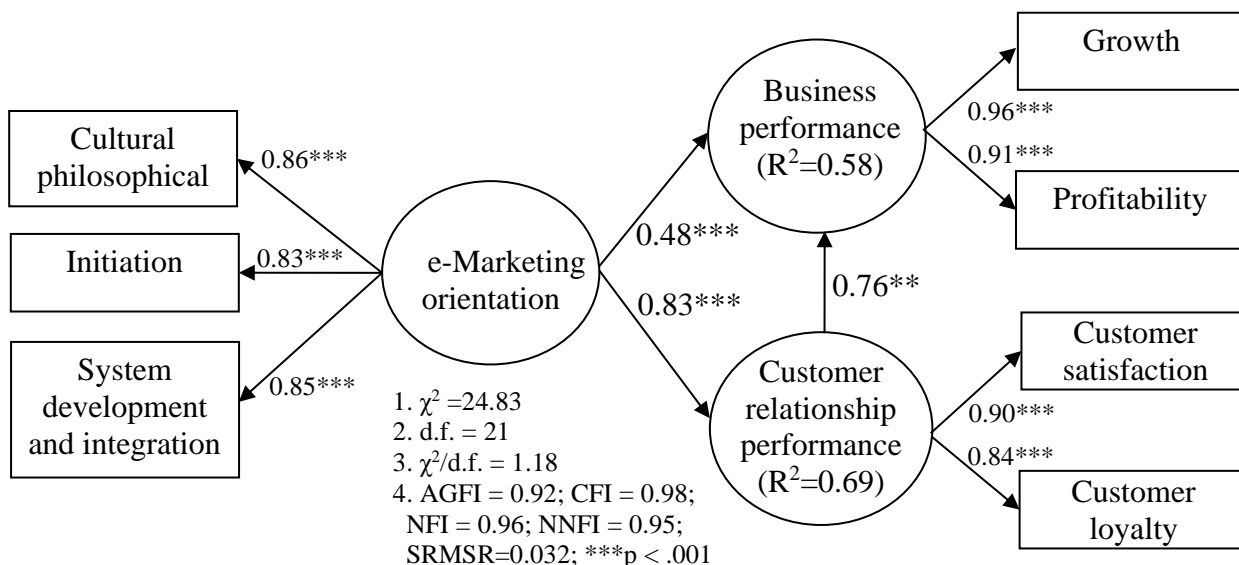 Cultural
philosophical
Initiation
System
development
and integration
0.86***
0.83***
0.85***
e-Marketing
orientation
1. χ² =24.83
2. d.f. = 21
3. χ²/d.f. = 1.18
4. AGFI = 0.92; CFI = 0.98;
NFI = 0.96; NNFI = 0.95;
SRMSR=0.032; ***p < .001
0.48***
0.83***
Business
performance
(R²=0.58)
0.76**
Customer
relationship
performance
(R²=0.69)
0.96***
0.91***
0.90***
0.84***
Growth
Profitability
Customer
satisfaction
Customer
loyalty